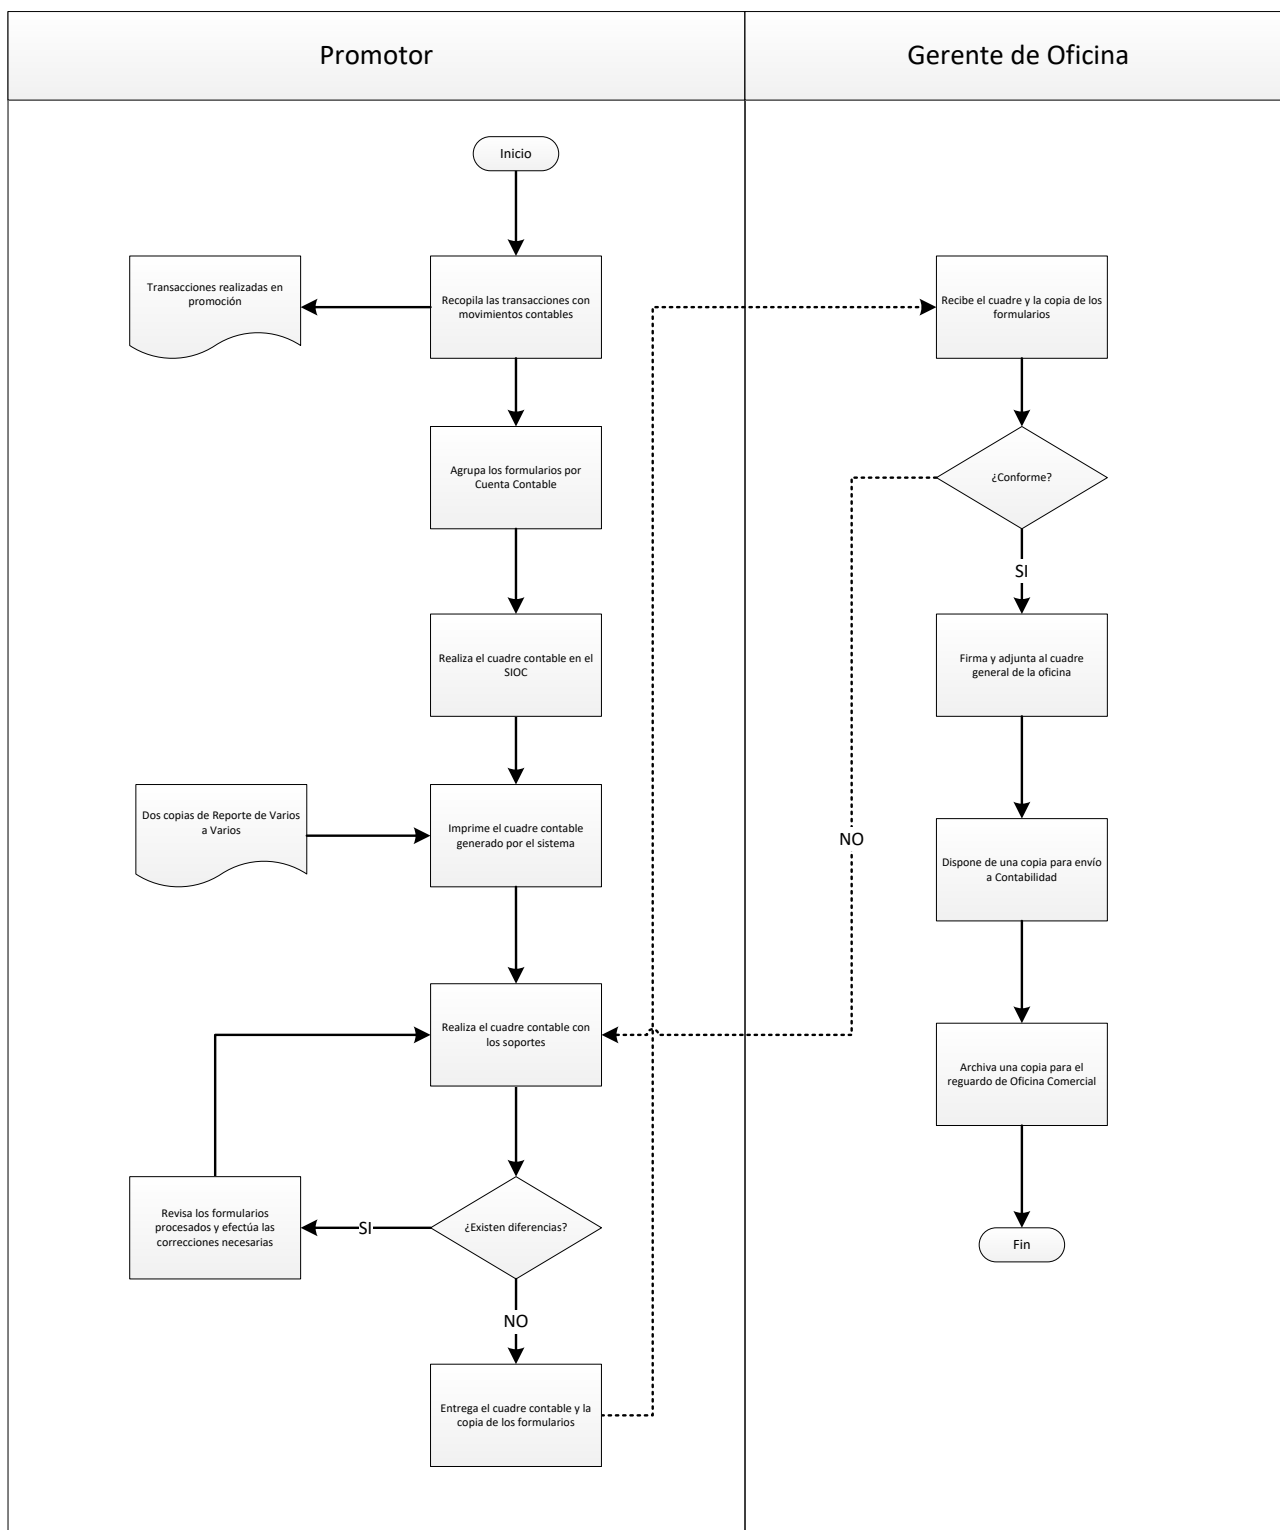 Promotor
Gerente de Oficina
Inicio
Transacciones realizadas en
promoción
Recopila las transacciones con
movimientos contables
Agrupa los formularios por
Cuenta Contable
Realiza el cuadre contable en el
SIOC
Dos copias de Reporte de Varios
a Varios
Imprime el cuadre contable
generado por el sistema
Realiza el cuadre contable con
los soportes
Revisa los formularios
procesados y efectúa las
correcciones necesarias
SI
¿Existen diferencias?
NO
Entrega el cuadre contable y la
copia de los formularios
Recibe el cuadre y la copia de los
formularios
¿Conforme?
NO
SI
Firma y adjunta al cuadre
general de la oficina
Dispone de una copia para envío
a Contabilidad
Archiva una copia para el
reguardo de Oficina Comercial
Fin